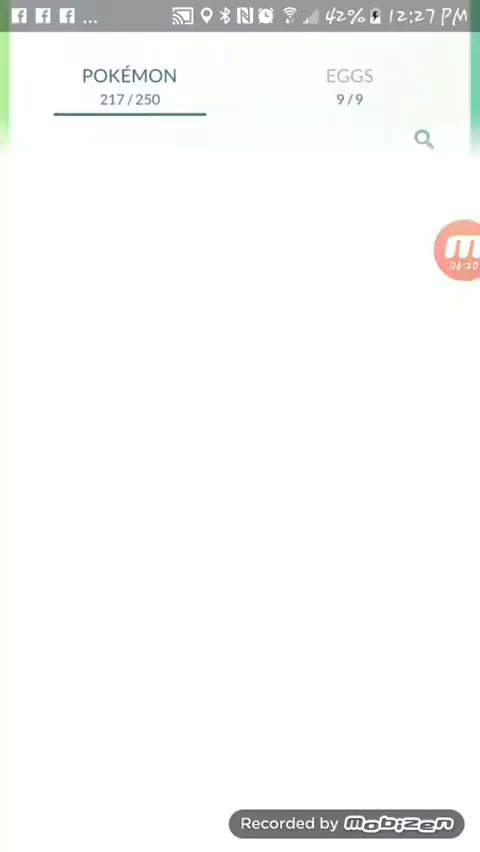 ... 42% 12:27 PM
POKÉMON EGGS
217 / 250 9 / 9
06:20
Recorded by mobizen